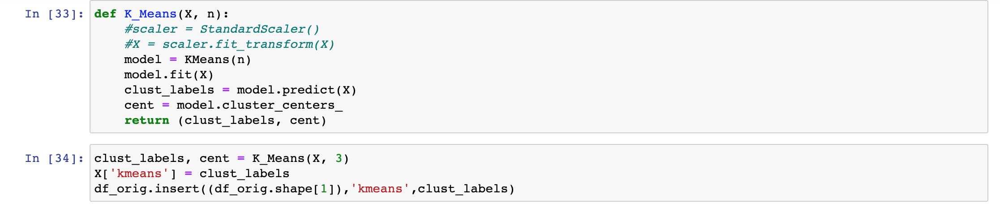 In [33]: def K_Means(X, n):
    #scaler = StandardScaler()
    #X = scaler.fit_transform(X)
    model = KMeans(n)
    model.fit(X)
    clust_labels = model.predict(X)
    cent = model.cluster_centers_
    return (clust_labels, cent)
In [34]: clust_labels, cent = K_Means(X, 3)
X['kmeans'] = clust_labels
df_orig.insert((df_orig.shape[1]),'kmeans',clust_labels)